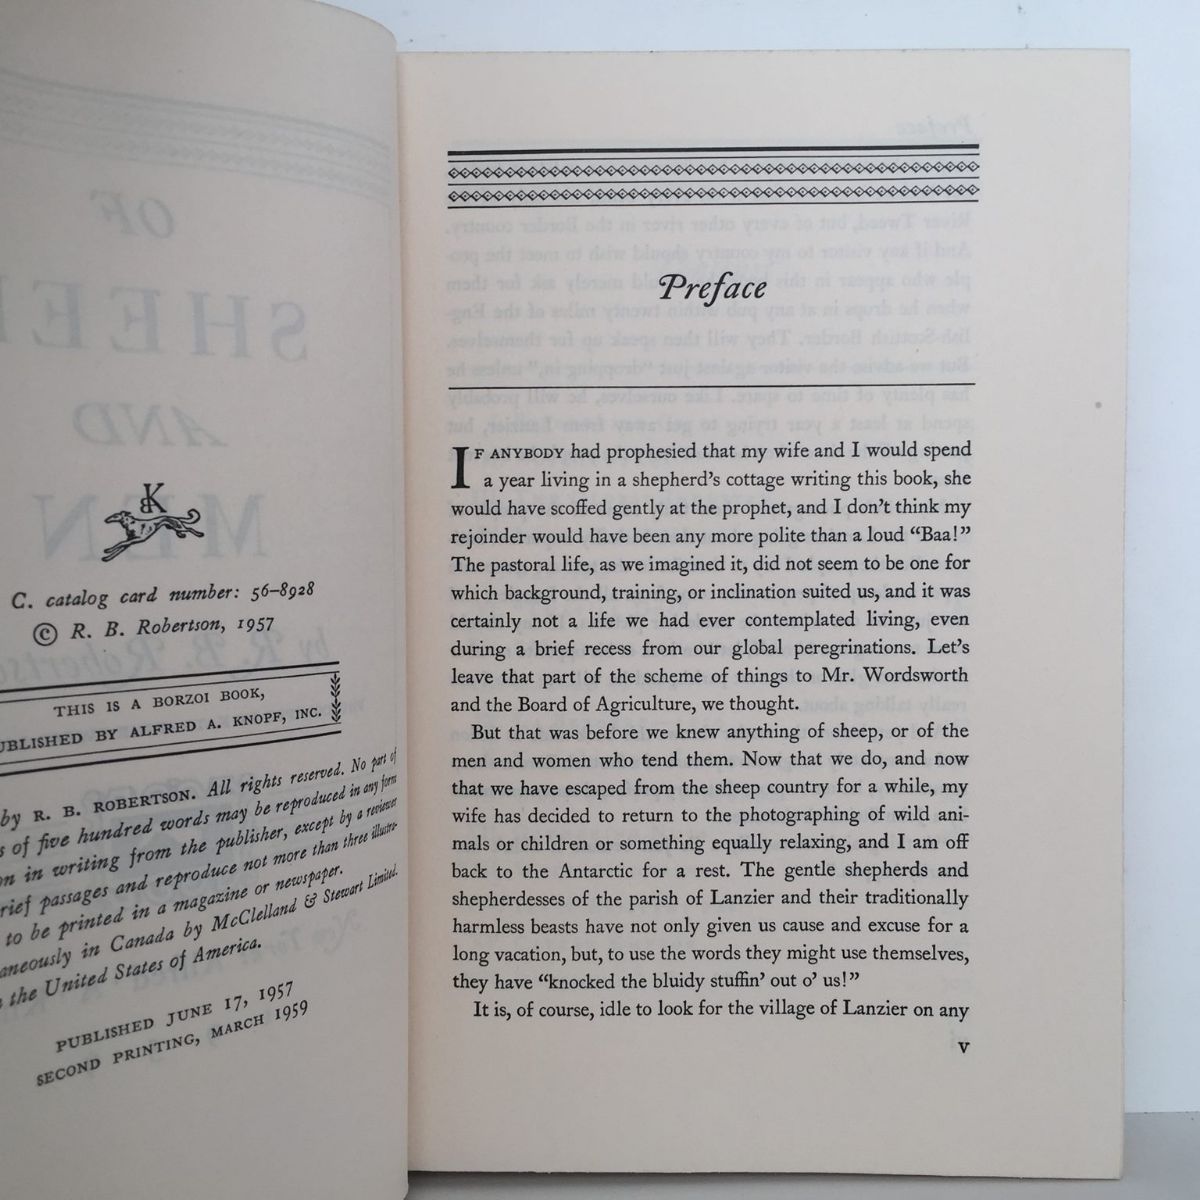 OF
SHEEP
AND
MEN
by R. B. Robertson
BK
C. catalog card number: 56–8928
© R. B. Robertson, 1957
THIS IS A BORZOI BOOK,
UBLISHED BY ALFRED A. KNOPF, INC.
by R. B. ROBERTSON. All rights reserved. No part of
s of five hundred words may be reproduced in any form
on in writing from the publisher, except by a reviewer
rief passages and reproduce not more than three illustra-
to be printed in a magazine or newspaper.
aneously in Canada by McClelland & Stewart Limited.
the United States of America.
PUBLISHED JUNE 17, 1957
SECOND PRINTING, MARCH 1959
Preface
IF ANYBODY had prophesied that my wife and I would spend
a year living in a shepherd's cottage writing this book, she
would have scoffed gently at the prophet, and I don't think my
rejoinder would have been any more polite than a loud "Baa!"
The pastoral life, as we imagined it, did not seem to be one for
which background, training, or inclination suited us, and it was
certainly not a life we had ever contemplated living, even
during a brief recess from our global peregrinations. Let's
leave that part of the scheme of things to Mr. Wordsworth
and the Board of Agriculture, we thought.
But that was before we knew anything of sheep, or of the
men and women who tend them. Now that we do, and now
that we have escaped from the sheep country for a while, my
wife has decided to return to the photographing of wild ani-
mals or children or something equally relaxing, and I am off
back to the Antarctic for a rest. The gentle shepherds and
shepherdesses of the parish of Lanzier and their traditionally
harmless beasts have not only given us cause and excuse for a
long vacation, but, to use the words they might use themselves,
they have "knocked the bluidy stuffin' out o' us!"
It is, of course, idle to look for the village of Lanzier on any
v